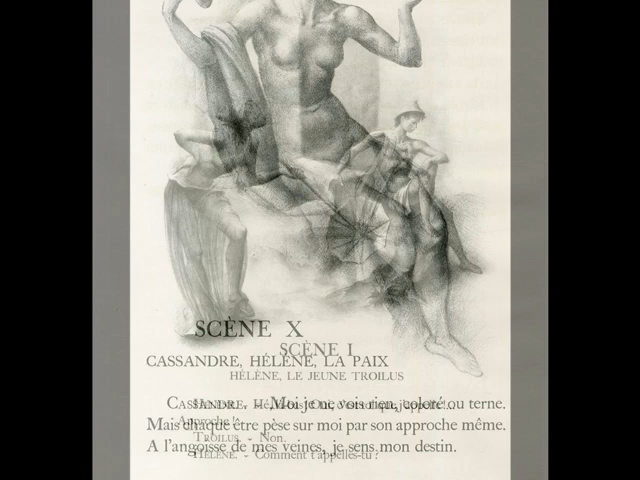 SCÈNE X
SCÈNE I
CASSANDRE, HÉLÈNE, LA PAIX
HÉLÈNE, LE JEUNE TROILUS
CASSANDRE. – Moi je ne vois rien, coloré ou terne.
j'appelle !..
Approche !
Mais chaque être pèse sur moi par son approche même.
TROILUS. - Non.
A l'angoisse de mes veines, je sens mon destin.
HÉLÈNE. - Comment t'appelles-tu ?